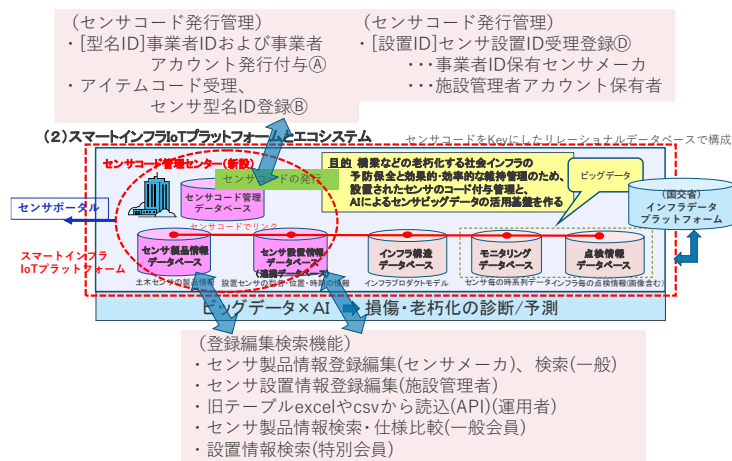 （センサコード発行管理）
・[型名ID]事業者IDおよび事業者
アカウント発行付与Ⓐ
・アイテムコード受理、
センサ型名ID登録Ⓑ
（センサコード発行管理）
・[設置ID]センサ設置ID受理登録Ⓓ
･･･事業者ID保有センサメーカ
･･･施設管理者アカウント保有者
（2）スマートインフラIoTプラットフォームとエコシステム
センサコードをKeyにしたリレーショナルデータベースで構成
センサコード管理センター(新設)
センサコードの発行
目的 橋梁などの老朽化する社会インフラの
予防保全と効果的・効率的な維持管理のため、
設置されたセンサのコード付与管理と、
AIによるセンサビッグデータの活用基盤を作る
ビッグデータ
センサコード管理
データベース
センサコードでリンク
センサポータル
（国交省）
インフラデータ
プラットフォーム
スマートインフラ
IoTプラットフォーム
センサ製品情報
データベース
センサ設置情報
データベース
(連携データベース)
インフラ構造
データベース
モニタリング
データベース
点検情報
データベース
土木センサの製品情報
設置センサの型名・位置・時期の情報
インフラプロダクトモデル
センサ毎の時系列データ
インフラ毎の点検情報(画像含む)
ビッグデータ×AI ➡ 損傷・老朽化の診断/予測
（登録編集検索機能）
・センサ製品情報登録編集(センサメーカ)、検索(一般)
・センサ設置情報登録編集(施設管理者)
・旧テーブルexcelやcsvから読込(API)(運用者)
・センサ製品情報検索・仕様比較(一般会員)
・設置情報検索(特別会員)